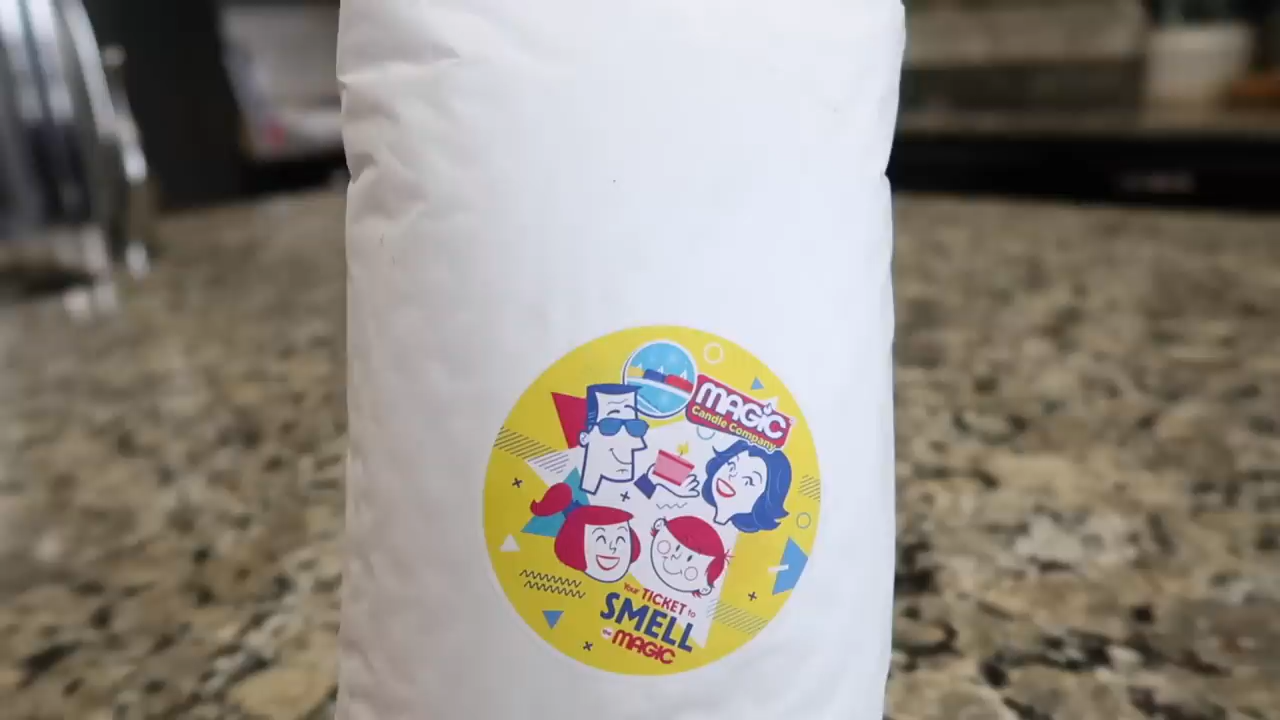 MAGIC
Candle Company
Your TICKET to
SMELL
the MAGIC